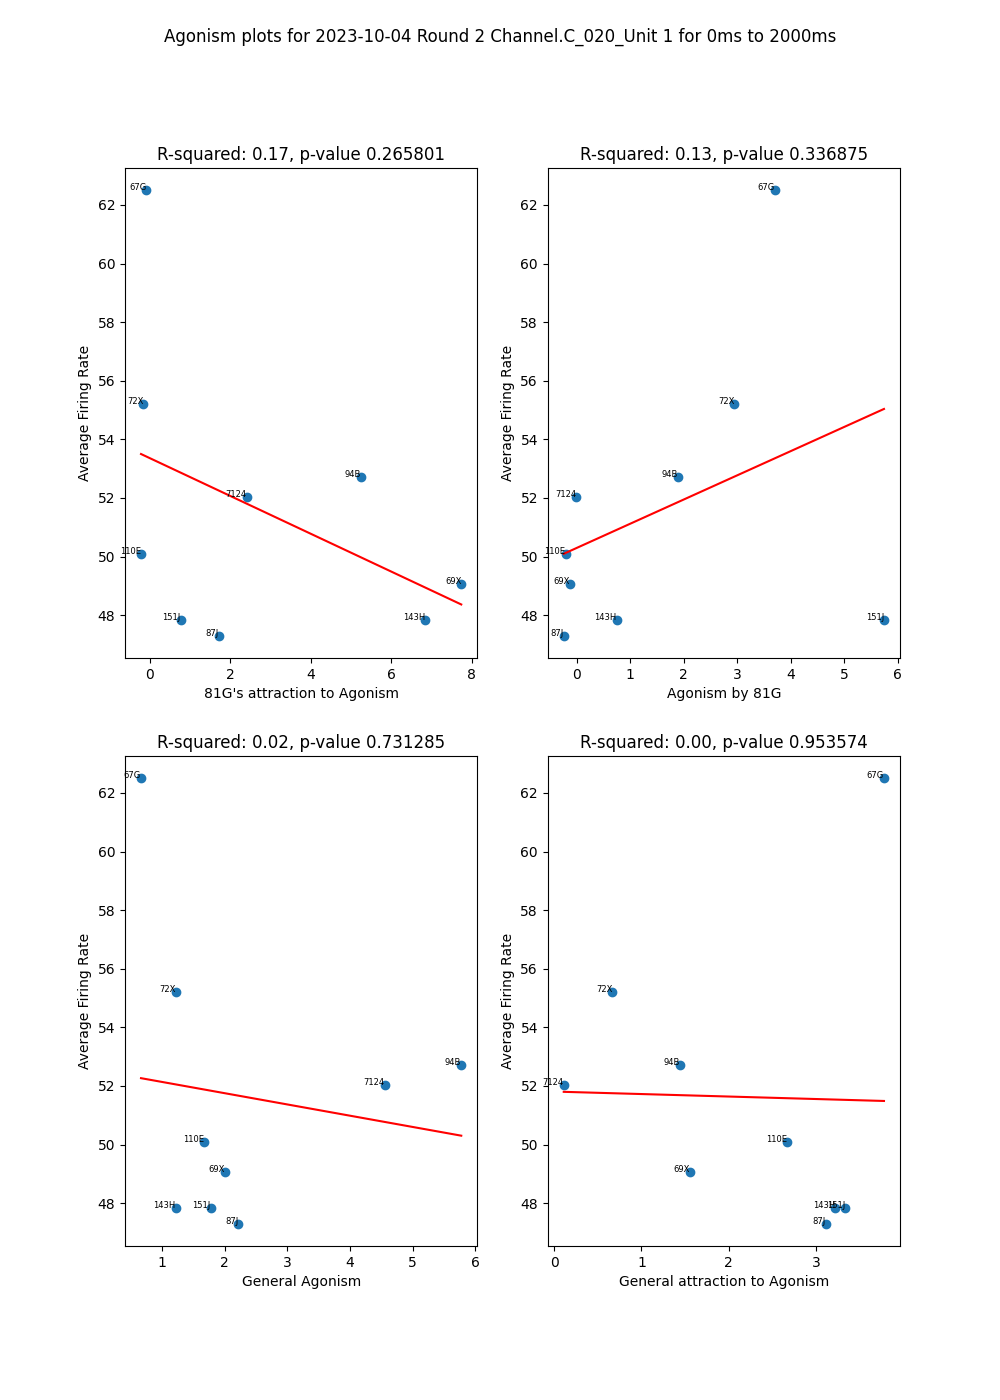 Agonism plots for 2023-10-04 Round 2 Channel.C_020_Unit 1 for 0ms to 2000ms
R-squared: 0.17, p-value 0.265801
62
60
58
56
54
52
50
48
Average Firing Rate
67G
72X
94B
7124
110E
69X
151J
143H
87J
0 2 4 6 8
81G's attraction to Agonism
R-squared: 0.13, p-value 0.336875
62
60
58
56
54
52
50
48
Average Firing Rate
67G
72X
94B
7124
110E
69X
143H
151J
87J
0 1 2 3 4 5 6
Agonism by 81G
R-squared: 0.02, p-value 0.731285
62
60
58
56
54
52
50
48
Average Firing Rate
67G
72X
94B
7124
110E
69X
143H
151J
87J
1 2 3 4 5 6
General Agonism
R-squared: 0.00, p-value 0.953574
62
60
58
56
54
52
50
48
Average Firing Rate
67G
72X
94B
7124
110E
69X
143H
151J
87J
0 1 2 3
General attraction to Agonism